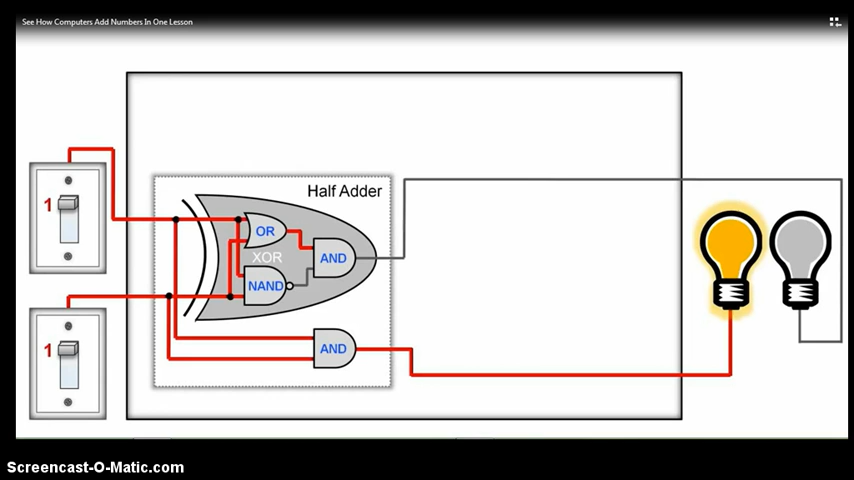 See How Computers Add Numbers In One Lesson
Half Adder
1
OR
XOR
AND
NAND
1
AND
Screencast-O-Matic.com